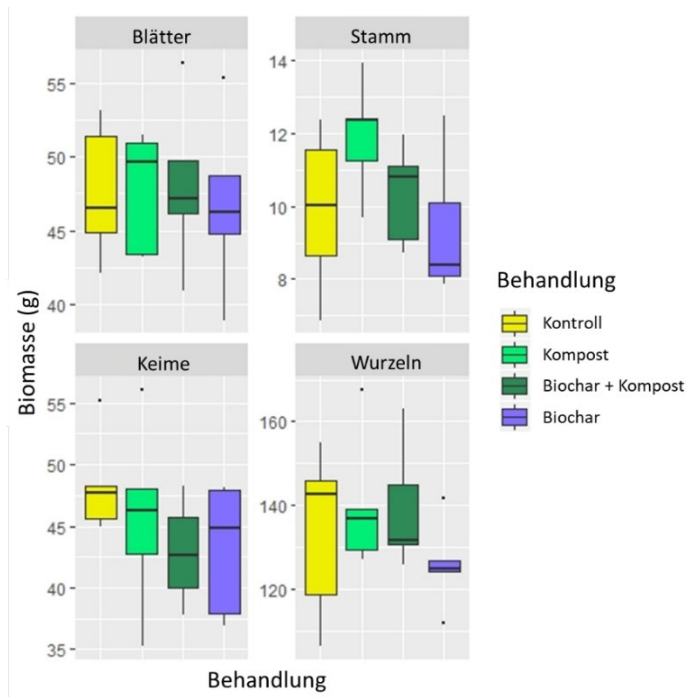 Blätter
Stamm
55
50
45
40
14
12
10
8
Biomasse (g)
Keime
Wurzeln
55
50
45
40
35
160
140
120
Behandlung
Behandlung
Kontroll
Kompost
Biochar + Kompost
Biochar